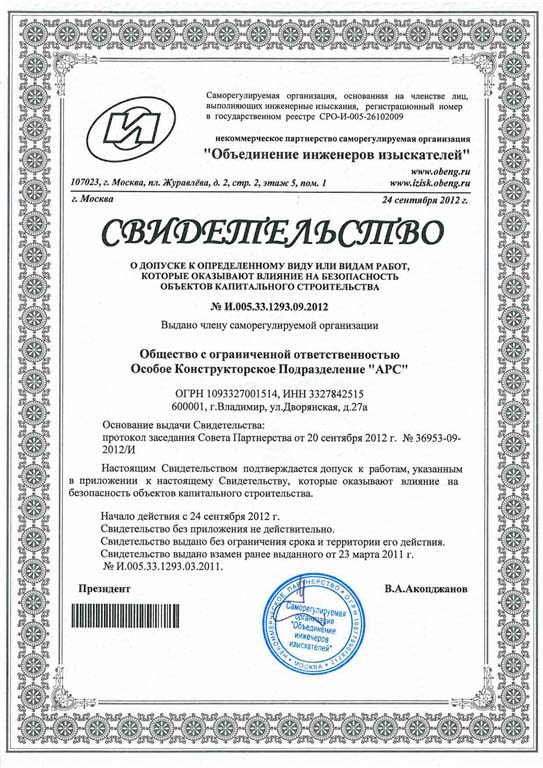 Саморегулируемая организация, основанная на членстве лиц,
выполняющих инженерные изыскания, регистрационный номер
в государственном реестре СРО-И-005-26102009
некоммерческое партнерство саморегулируемая организация
"Объединение инженеров изыскателей"
www.obeng.ru
107023, г. Москва, пл. Журавлёва, д. 2, стр. 2, этаж 5, пом. 1
www.izisk.obeng.ru
г. Москва
24 сентября 2012 г.
СВИДЕТЕЛЬСТВО
О ДОПУСКЕ К ОПРЕДЕЛЕННОМУ ВИДУ ИЛИ ВИДАМ РАБОТ,
КОТОРЫЕ ОКАЗЫВАЮТ ВЛИЯНИЕ НА БЕЗОПАСНОСТЬ
ОБЪЕКТОВ КАПИТАЛЬНОГО СТРОИТЕЛЬСТВА
№ И.005.33.1293.09.2012
Выдано члену саморегулируемой организации
Общество с ограниченной ответственностью
Особое Конструкторское Подразделение "АРС"
ОГРН 1093327001514, ИНН 3327842515
600001, г.Владимир, ул.Дворянская, д.27а
Основание выдачи Свидетельства:
протокол заседания Совета Партнерства от 20 сентября 2012 г. № 36953-09-
2012/И
Настоящим Свидетельством подтверждается допуск к работам, указанным
в приложении к настоящему Свидетельству, которые оказывают влияние на
безопасность объектов капитального строительства.
Начало действия с 24 сентября 2012 г.
Свидетельство без приложения не действительно.
Свидетельство выдано без ограничения срока и территории его действия.
Свидетельство выдано взамен ранее выданного от 23 марта 2011 г.
№ И.005.33.1293.03.2011.
Президент
В.А.Акопджанов
НЕКОММЕРЧЕСКОЕ ПАРТНЕРСТВО
МОСКВА
Саморегулируемая
организация
"Объединение
инженеров
изыскателей"